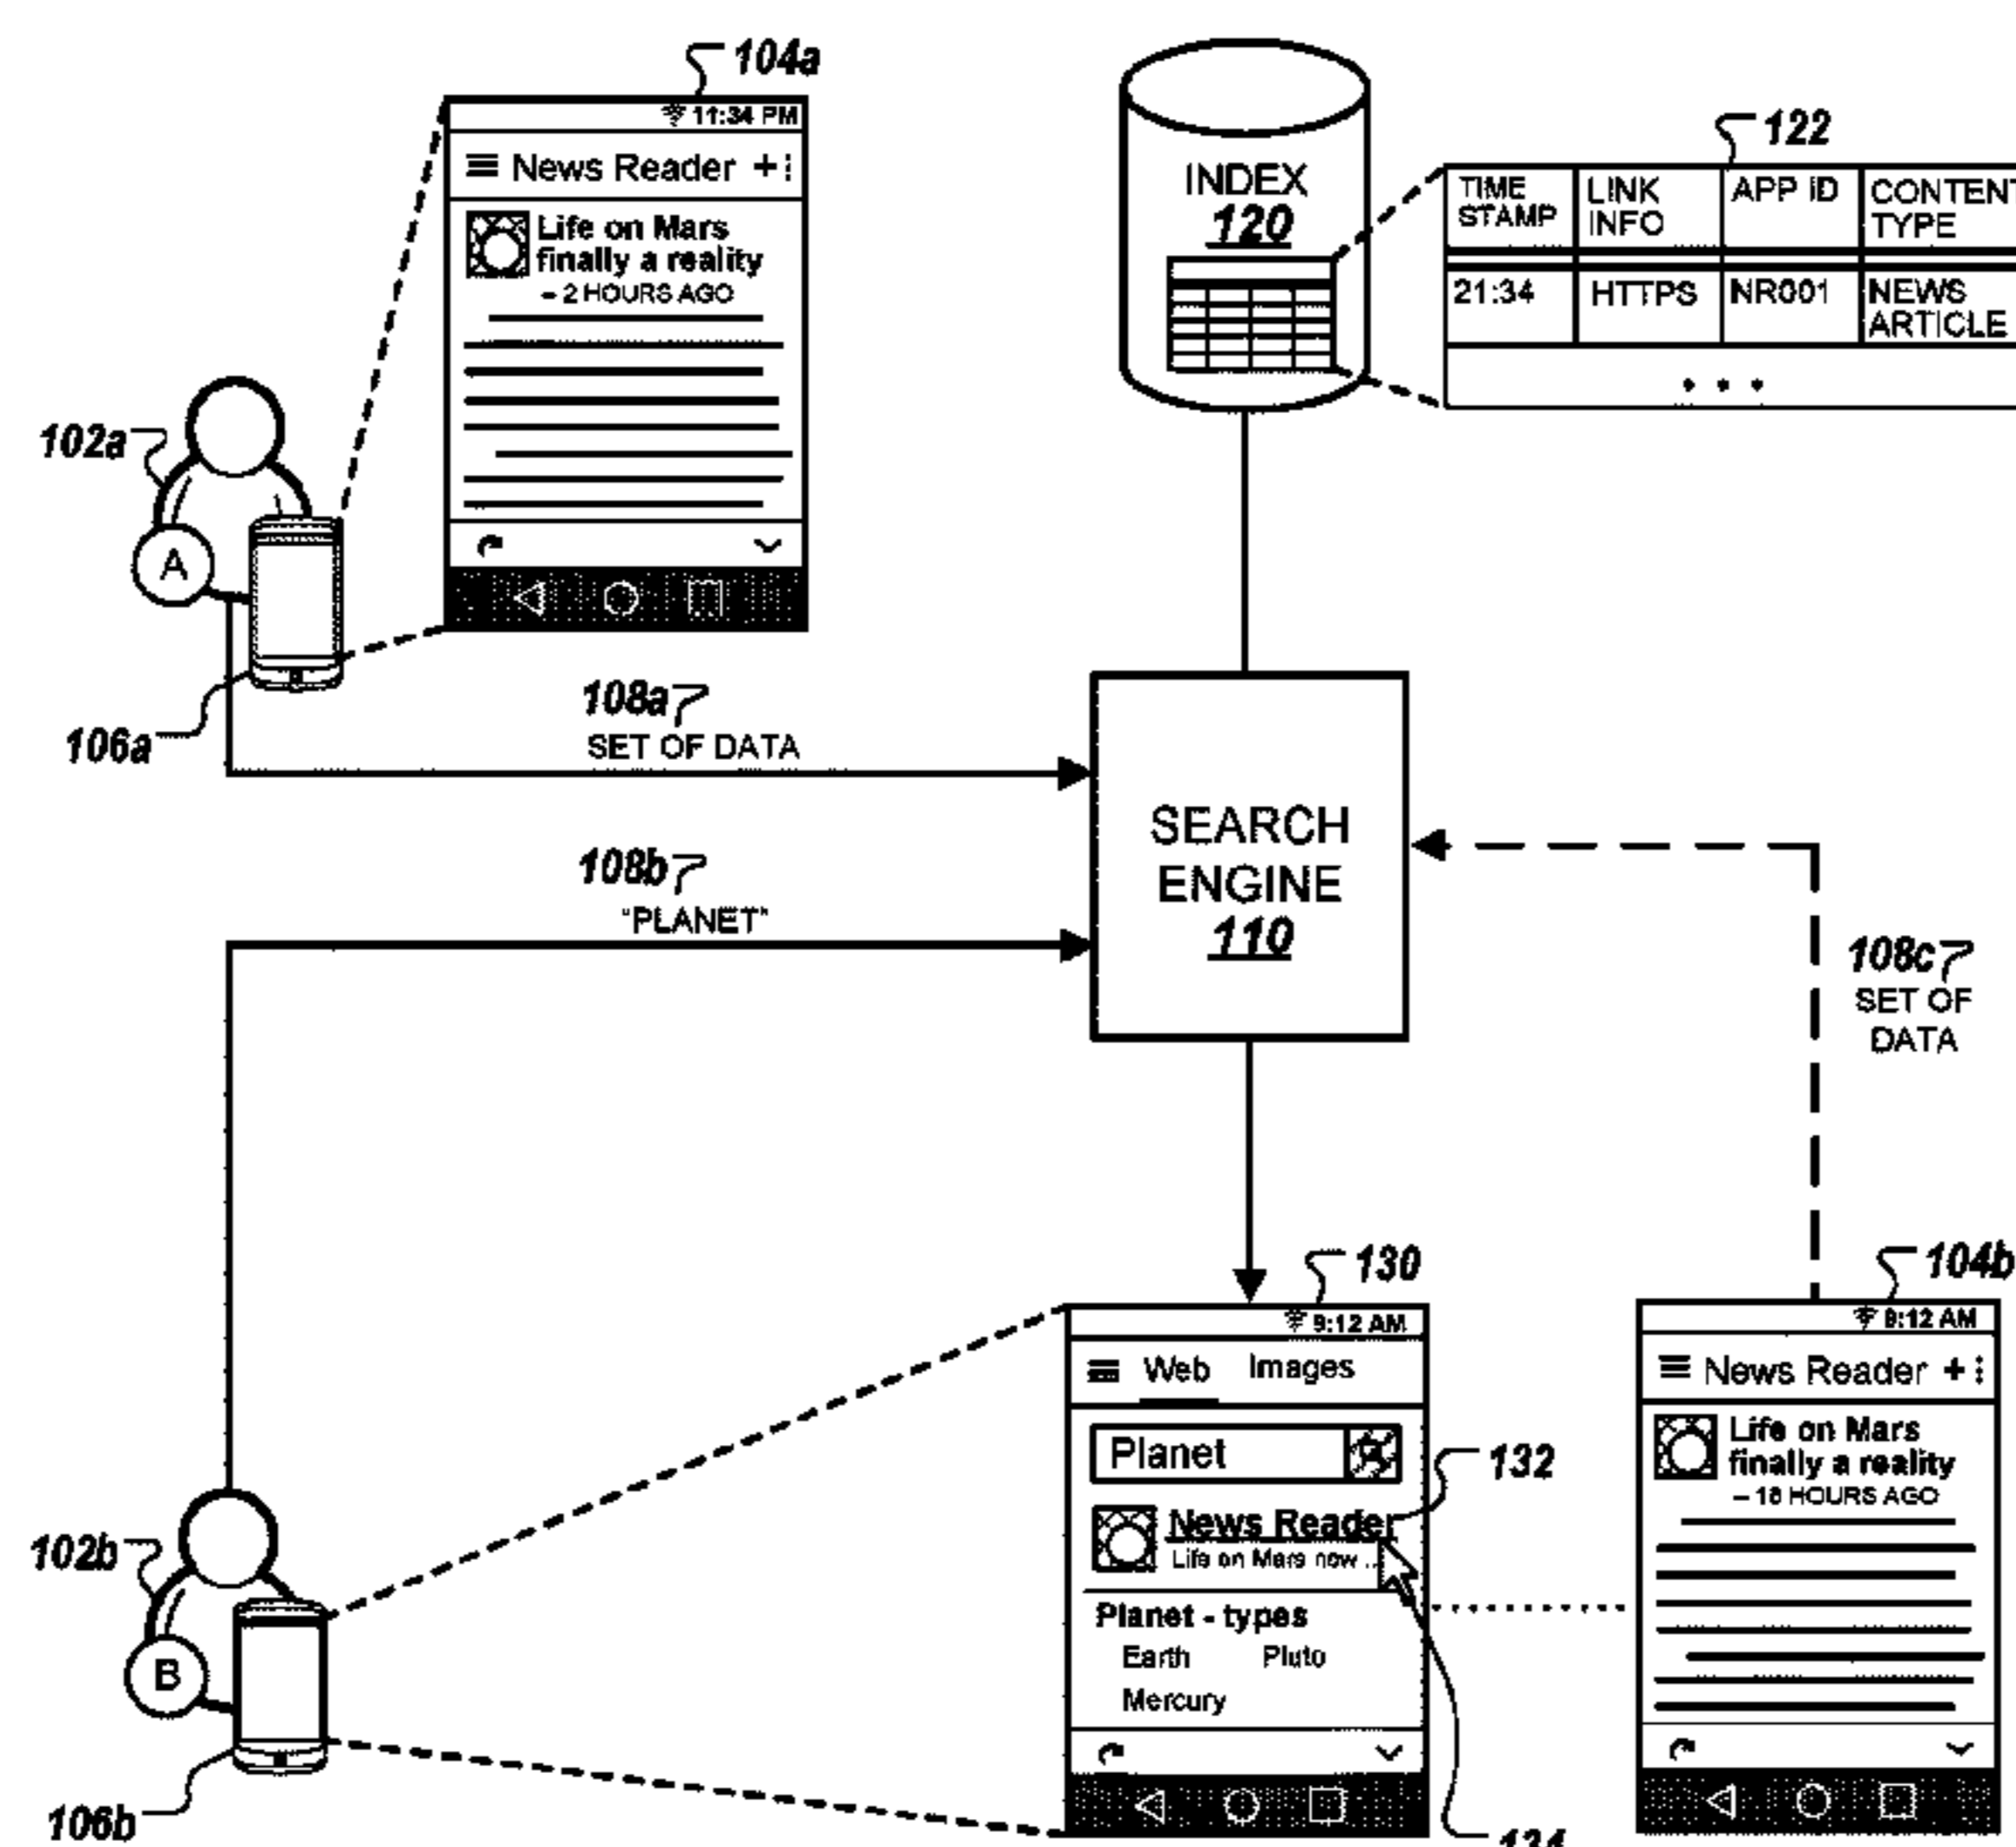 104a
11:34 PM
News Reader + ⋮
Life on Mars
finally a reality
– 2 HOURS AGO
102a
A
106a
INDEX
120
122
TIME STAMP
LINK INFO
APP ID
CONTENT TYPE
21:34
HTTPS
NR001
NEWS ARTICLE
• • •
108a
SET OF DATA
108b
"PLANET"
SEARCH
ENGINE
110
108c
SET OF
DATA
130
9:12 AM
Web Images
Planet
132
News Reader
Life on Mars now ..
Planet - types
Earth Pluto
Mercury
134
104b
9:12 AM
News Reader + ⋮
Life on Mars
finally a reality
– 18 HOURS AGO
102b
B
106b